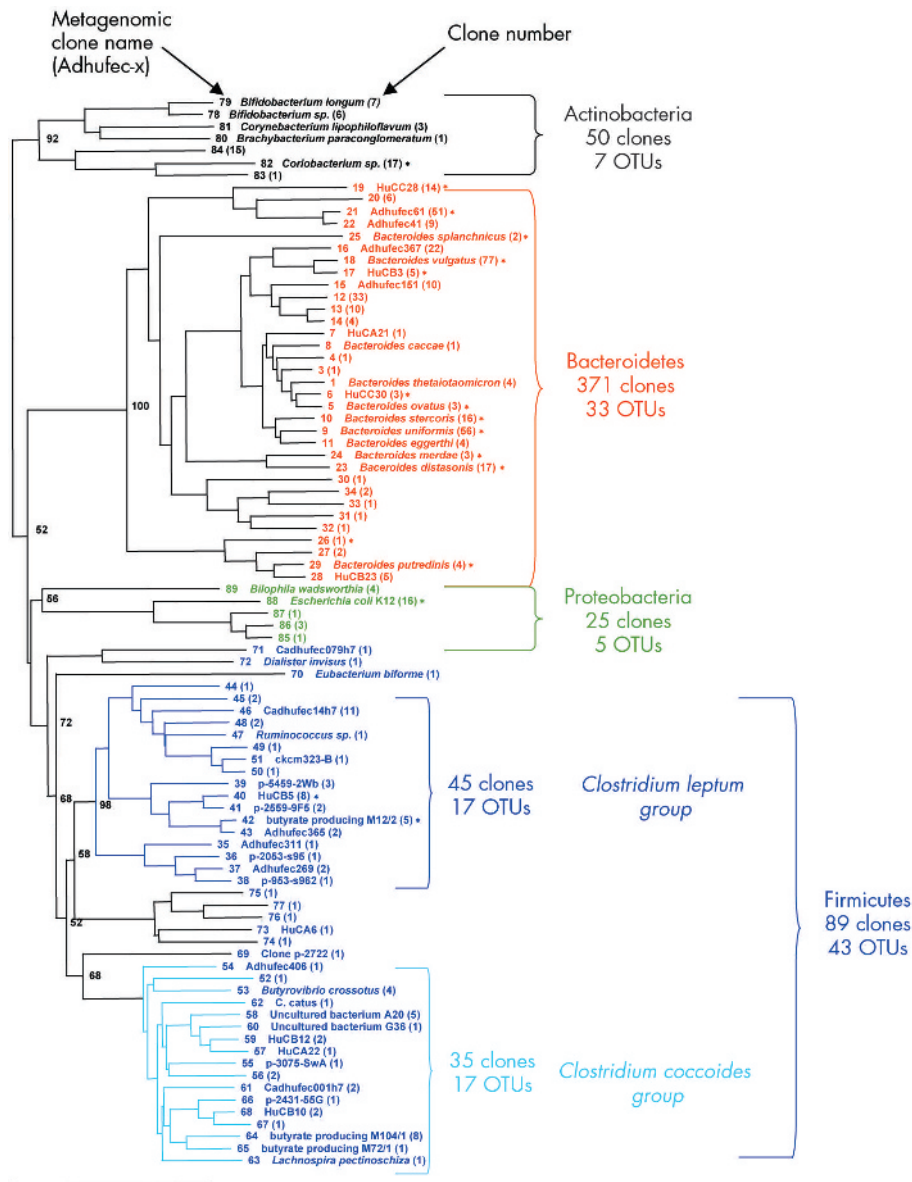 Metagenomic
clone name
(Adhufec-x)
Clone number
79 Bifidobacterium longum (7)
78 Bifidobacterium sp. (6)
81 Corynebacterium lipophiloflavum (3)
80 Brachybacterium paraconglomeratum (1)
84 (15)
82 Coriobacterium sp. (17) *
83 (1)
92
Actinobacteria
50 clones
7 OTUs
19 HuCC28 (14) *
20 (6)
21 Adhufec61 (51) *
22 Adhufec41 (9)
25 Bacteroides splanchnicus (2) *
16 Adhufec367 (22)
18 Bacteroides vulgatus (77) *
17 HuCB3 (5) *
15 Adhufec151 (10)
12 (33)
13 (10)
14 (4)
7 HuCA21 (1)
8 Bacteroides caccae (1)
4 (1)
3 (1)
1 Bacteroides thetaiotaomicron (4)
6 HuCC30 (3) *
5 Bacteroides ovatus (3) *
10 Bacteroides stercoris (16) *
9 Bacteroides uniformis (56) *
11 Bacteroides eggerthi (4)
24 Bacteroides merdae (3) *
23 Baceroides distasonis (17) *
30 (1)
34 (2)
33 (1)
31 (1)
32 (1)
26 (1) *
27 (2)
29 Bacteroides putredinis (4) *
28 HuCB23 (5)
100
Bacteroidetes
371 clones
33 OTUs
52
89 Bilophila wadsworthia (4)
88 Escherichia coli K12 (16) *
87 (1)
86 (3)
85 (1)
56
Proteobacteria
25 clones
5 OTUs
71 Cadhufec079h7 (1)
72 Dialister invisus (1)
70 Eubacterium biforme (1)
72
44 (1)
45 (2)
46 Cadhufec14h7 (11)
48 (2)
47 Ruminococcus sp. (1)
49 (1)
51 ckcm323-B (1)
50 (1)
39 p-5459-2Wb (3)
40 HuCB5 (8) *
41 p-2559-9F5 (2)
42 butyrate producing M12/2 (5) *
43 Adhufec365 (2)
35 Adhufec311 (1)
36 p-2053-s95 (1)
37 Adhufec269 (2)
38 p-953-s962 (1)
68
98
58
45 clones
17 OTUs
Clostridium leptum
group
75 (1)
77 (1)
76 (1)
73 HuCA6 (1)
74 (1)
52
69 Clone p-2722 (1)
68
Firmicutes
89 clones
43 OTUs
54 Adhufec406 (1)
52 (1)
53 Butyrovibrio crossotus (4)
62 C. catus (1)
58 Uncultured bacterium A20 (5)
60 Uncultured bacterium G36 (1)
59 HuCB12 (2)
57 HuCA22 (1)
55 p-3075-SwA (1)
56 (2)
61 Cadhufec001h7 (2)
66 p-2431-55G (1)
68 HuCB10 (2)
67 (1)
64 butyrate producing M104/1 (8)
65 butyrate producing M72/1 (1)
63 Lachnospira pectinoschiza (1)
35 clones
17 OTUs
Clostridium coccoides
group